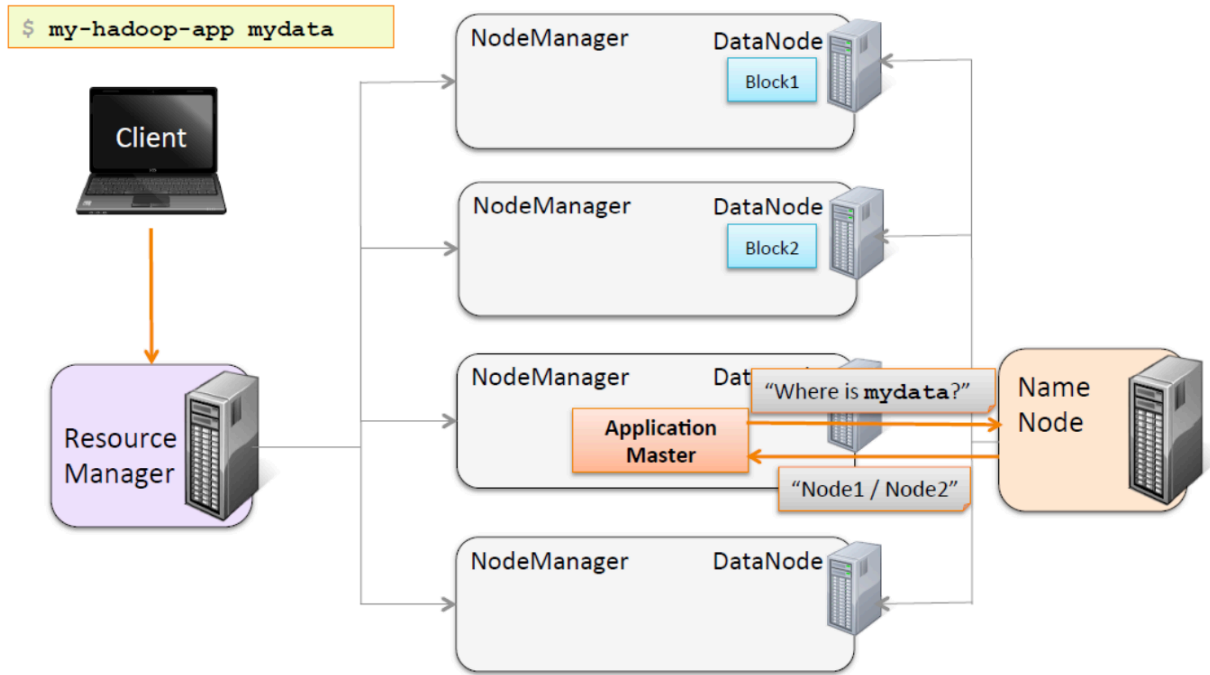 $ my-hadoop-app mydata
Client
Resource
Manager
NodeManager DataNode
Block1
NodeManager DataNode
Block2
NodeManager Dat
Application
Master
“Where is mydata?”
“Node1 / Node2”
NodeManager DataNode
Name
Node